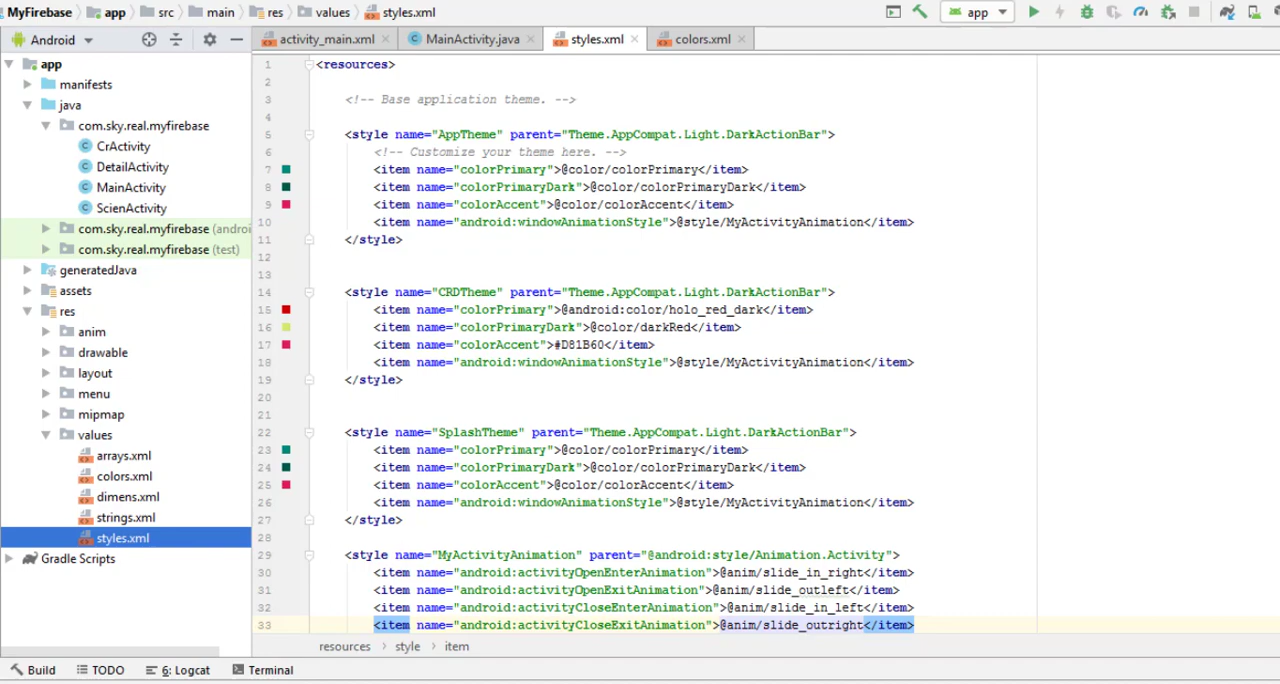 MyFirebase > app > src > main > res > values > styles.xml
app
Android
activity_main.xml × MainActivity.java × styles.xml × colors.xml ×
app
manifests
java
com.sky.real.myfirebase
CrActivity
DetailActivity
MainActivity
ScienActivity
com.sky.real.myfirebase (androi
com.sky.real.myfirebase (test)
generatedJava
assets
res
anim
drawable
layout
menu
mipmap
values
arrays.xml
colors.xml
dimens.xml
strings.xml
styles.xml
Gradle Scripts
1 <resources>
2
3 <!-- Base application theme. -->
4
5 <style name="AppTheme" parent="Theme.AppCompat.Light.DarkActionBar">
6 <!-- Customize your theme here. -->
7 <item name="colorPrimary">@color/colorPrimary</item>
8 <item name="colorPrimaryDark">@color/colorPrimaryDark</item>
9 <item name="colorAccent">@color/colorAccent</item>
10 <item name="android:windowAnimationStyle">@style/MyActivityAnimation</item>
11 </style>
12
13
14 <style name="CRDTheme" parent="Theme.AppCompat.Light.DarkActionBar">
15 <item name="colorPrimary">@android:color/holo_red_dark</item>
16 <item name="colorPrimaryDark">@color/darkRed</item>
17 <item name="colorAccent">#D81B60</item>
18 <item name="android:windowAnimationStyle">@style/MyActivityAnimation</item>
19 </style>
20
21
22 <style name="SplashTheme" parent="Theme.AppCompat.Light.DarkActionBar">
23 <item name="colorPrimary">@color/colorPrimary</item>
24 <item name="colorPrimaryDark">@color/colorPrimaryDark</item>
25 <item name="colorAccent">@color/colorAccent</item>
26 <item name="android:windowAnimationStyle">@style/MyActivityAnimation</item>
27 </style>
28
29 <style name="MyActivityAnimation" parent="@android:style/Animation.Activity">
30 <item name="android:activityOpenEnterAnimation">@anim/slide_in_right</item>
31 <item name="android:activityOpenExitAnimation">@anim/slide_outleft</item>
32 <item name="android:activityCloseEnterAnimation">@anim/slide_in_left</item>
33 <item name="android:activityCloseExitAnimation">@anim/slide_outright</item>
resources > style > item
Build TODO 6: Logcat Terminal